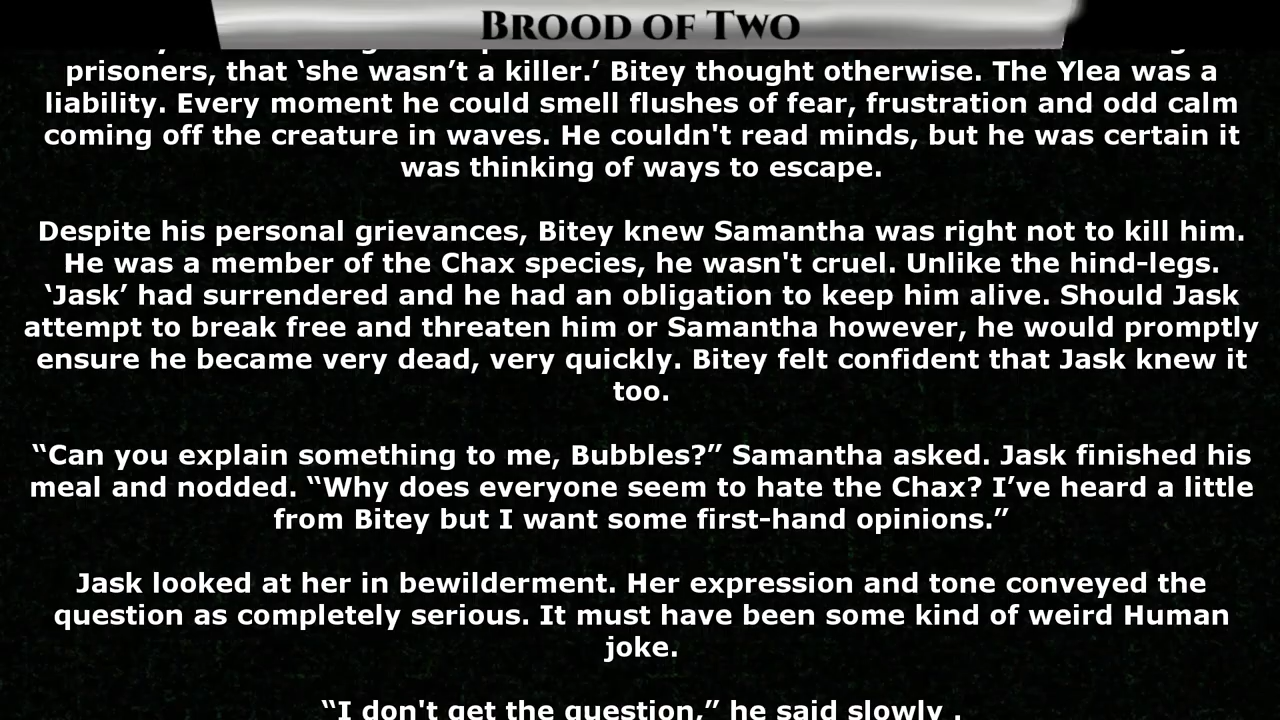 Brood of Two
prisoners, that ‘she wasn’t a killer.’ Bitey thought otherwise. The Ylea was a
liability. Every moment he could smell flushes of fear, frustration and odd calm
coming off the creature in waves. He couldn't read minds, but he was certain it
was thinking of ways to escape.
Despite his personal grievances, Bitey knew Samantha was right not to kill him.
He was a member of the Chax species, he wasn't cruel. Unlike the hind-legs.
‘Jask’ had surrendered and he had an obligation to keep him alive. Should Jask
attempt to break free and threaten him or Samantha however, he would promptly
ensure he became very dead, very quickly. Bitey felt confident that Jask knew it
too.
“Can you explain something to me, Bubbles?” Samantha asked. Jask finished his
meal and nodded. “Why does everyone seem to hate the Chax? I’ve heard a little
from Bitey but I want some first-hand opinions.”
Jask looked at her in bewilderment. Her expression and tone conveyed the
question as completely serious. It must have been some kind of weird Human
joke.
“I don't get the question,” he said slowly .